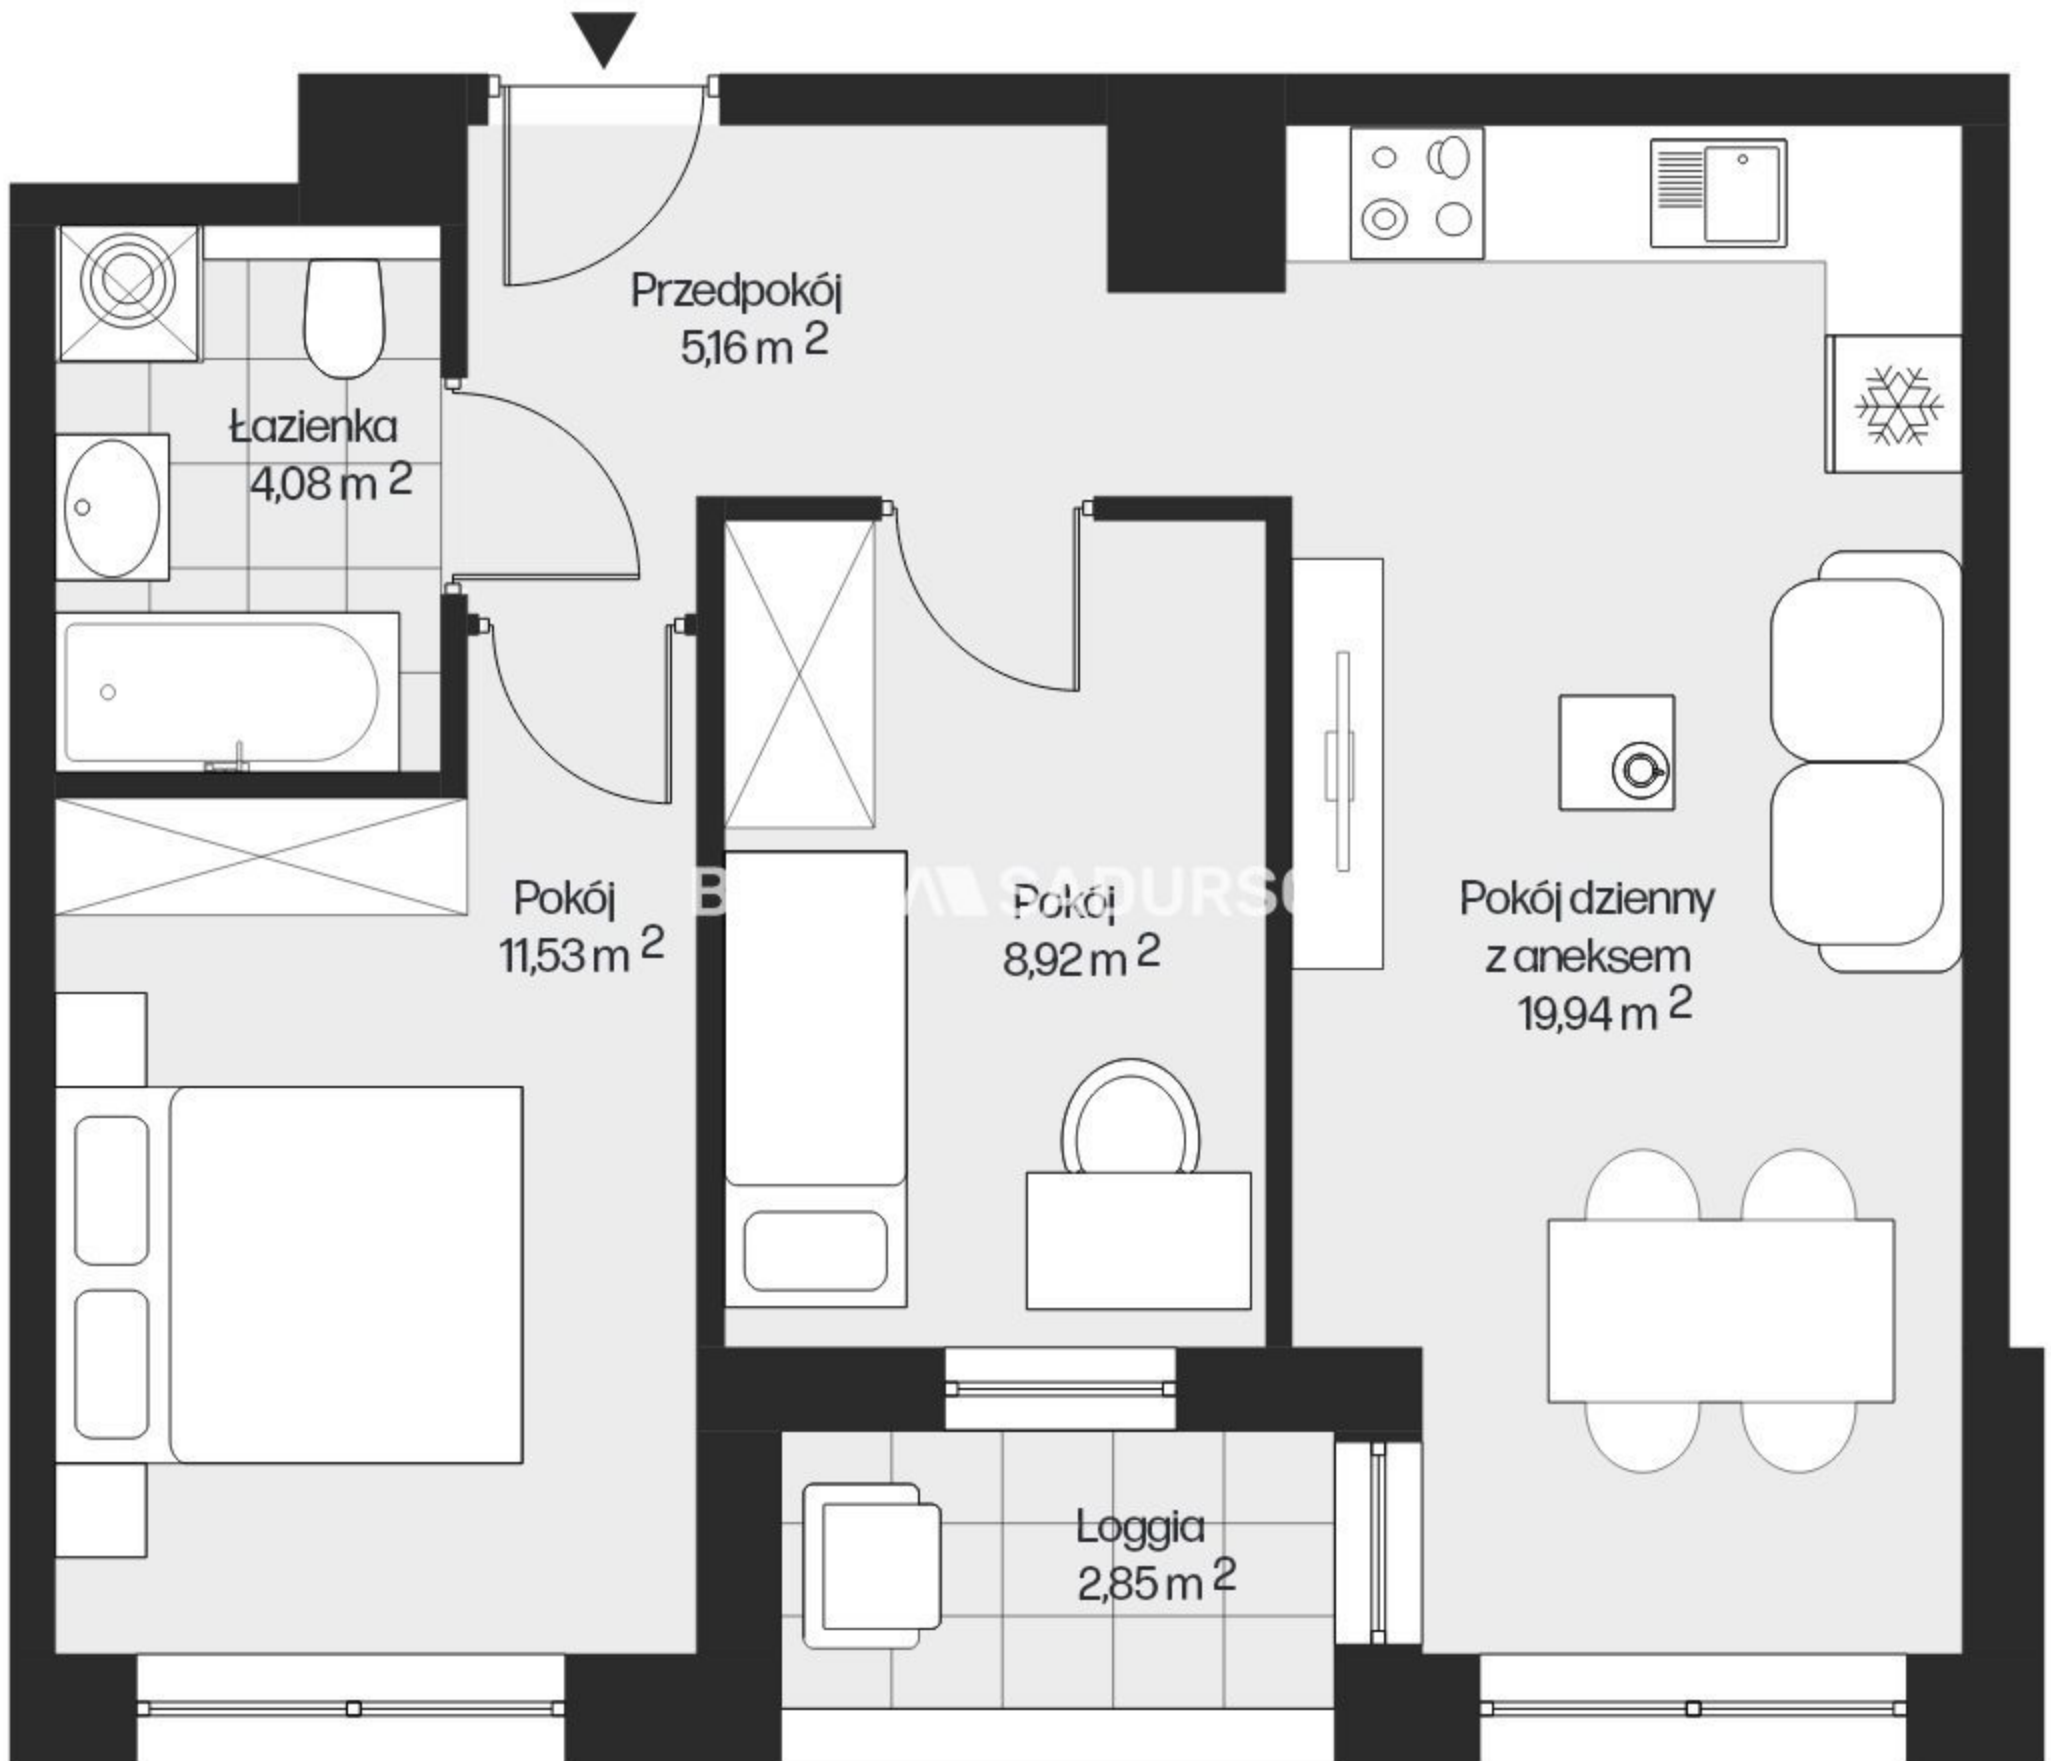 Przedpokój
5,16 m 2
Łazienka
4,08 m 2
Pokój
11,53 m 2
Pokój
8,92 m 2
Pokój dzienny
z aneksem
19,94 m 2
Loggia
2,85 m 2